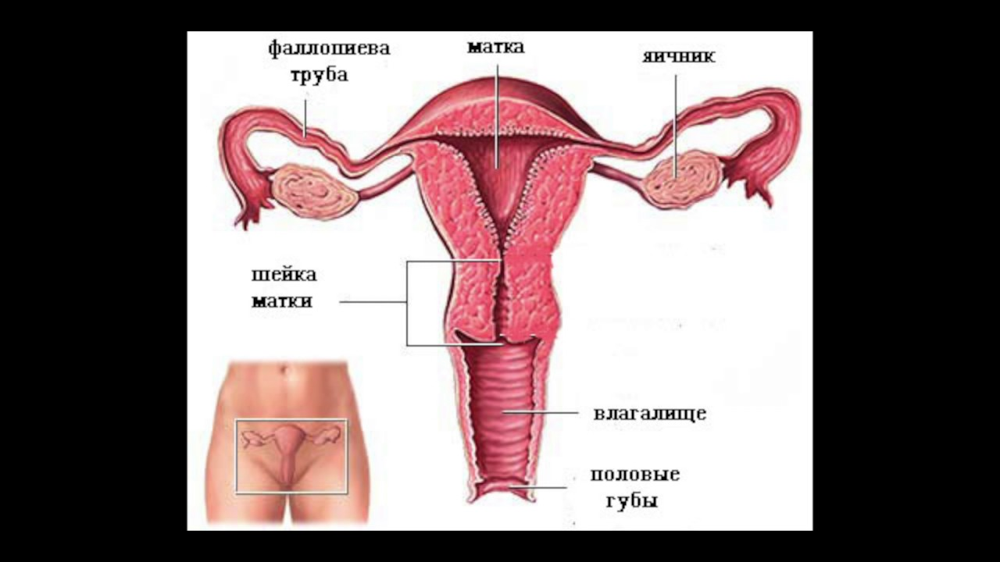 фаллопиева
труба
матка
яичник
шейка
матки
влагалище
половые
губы